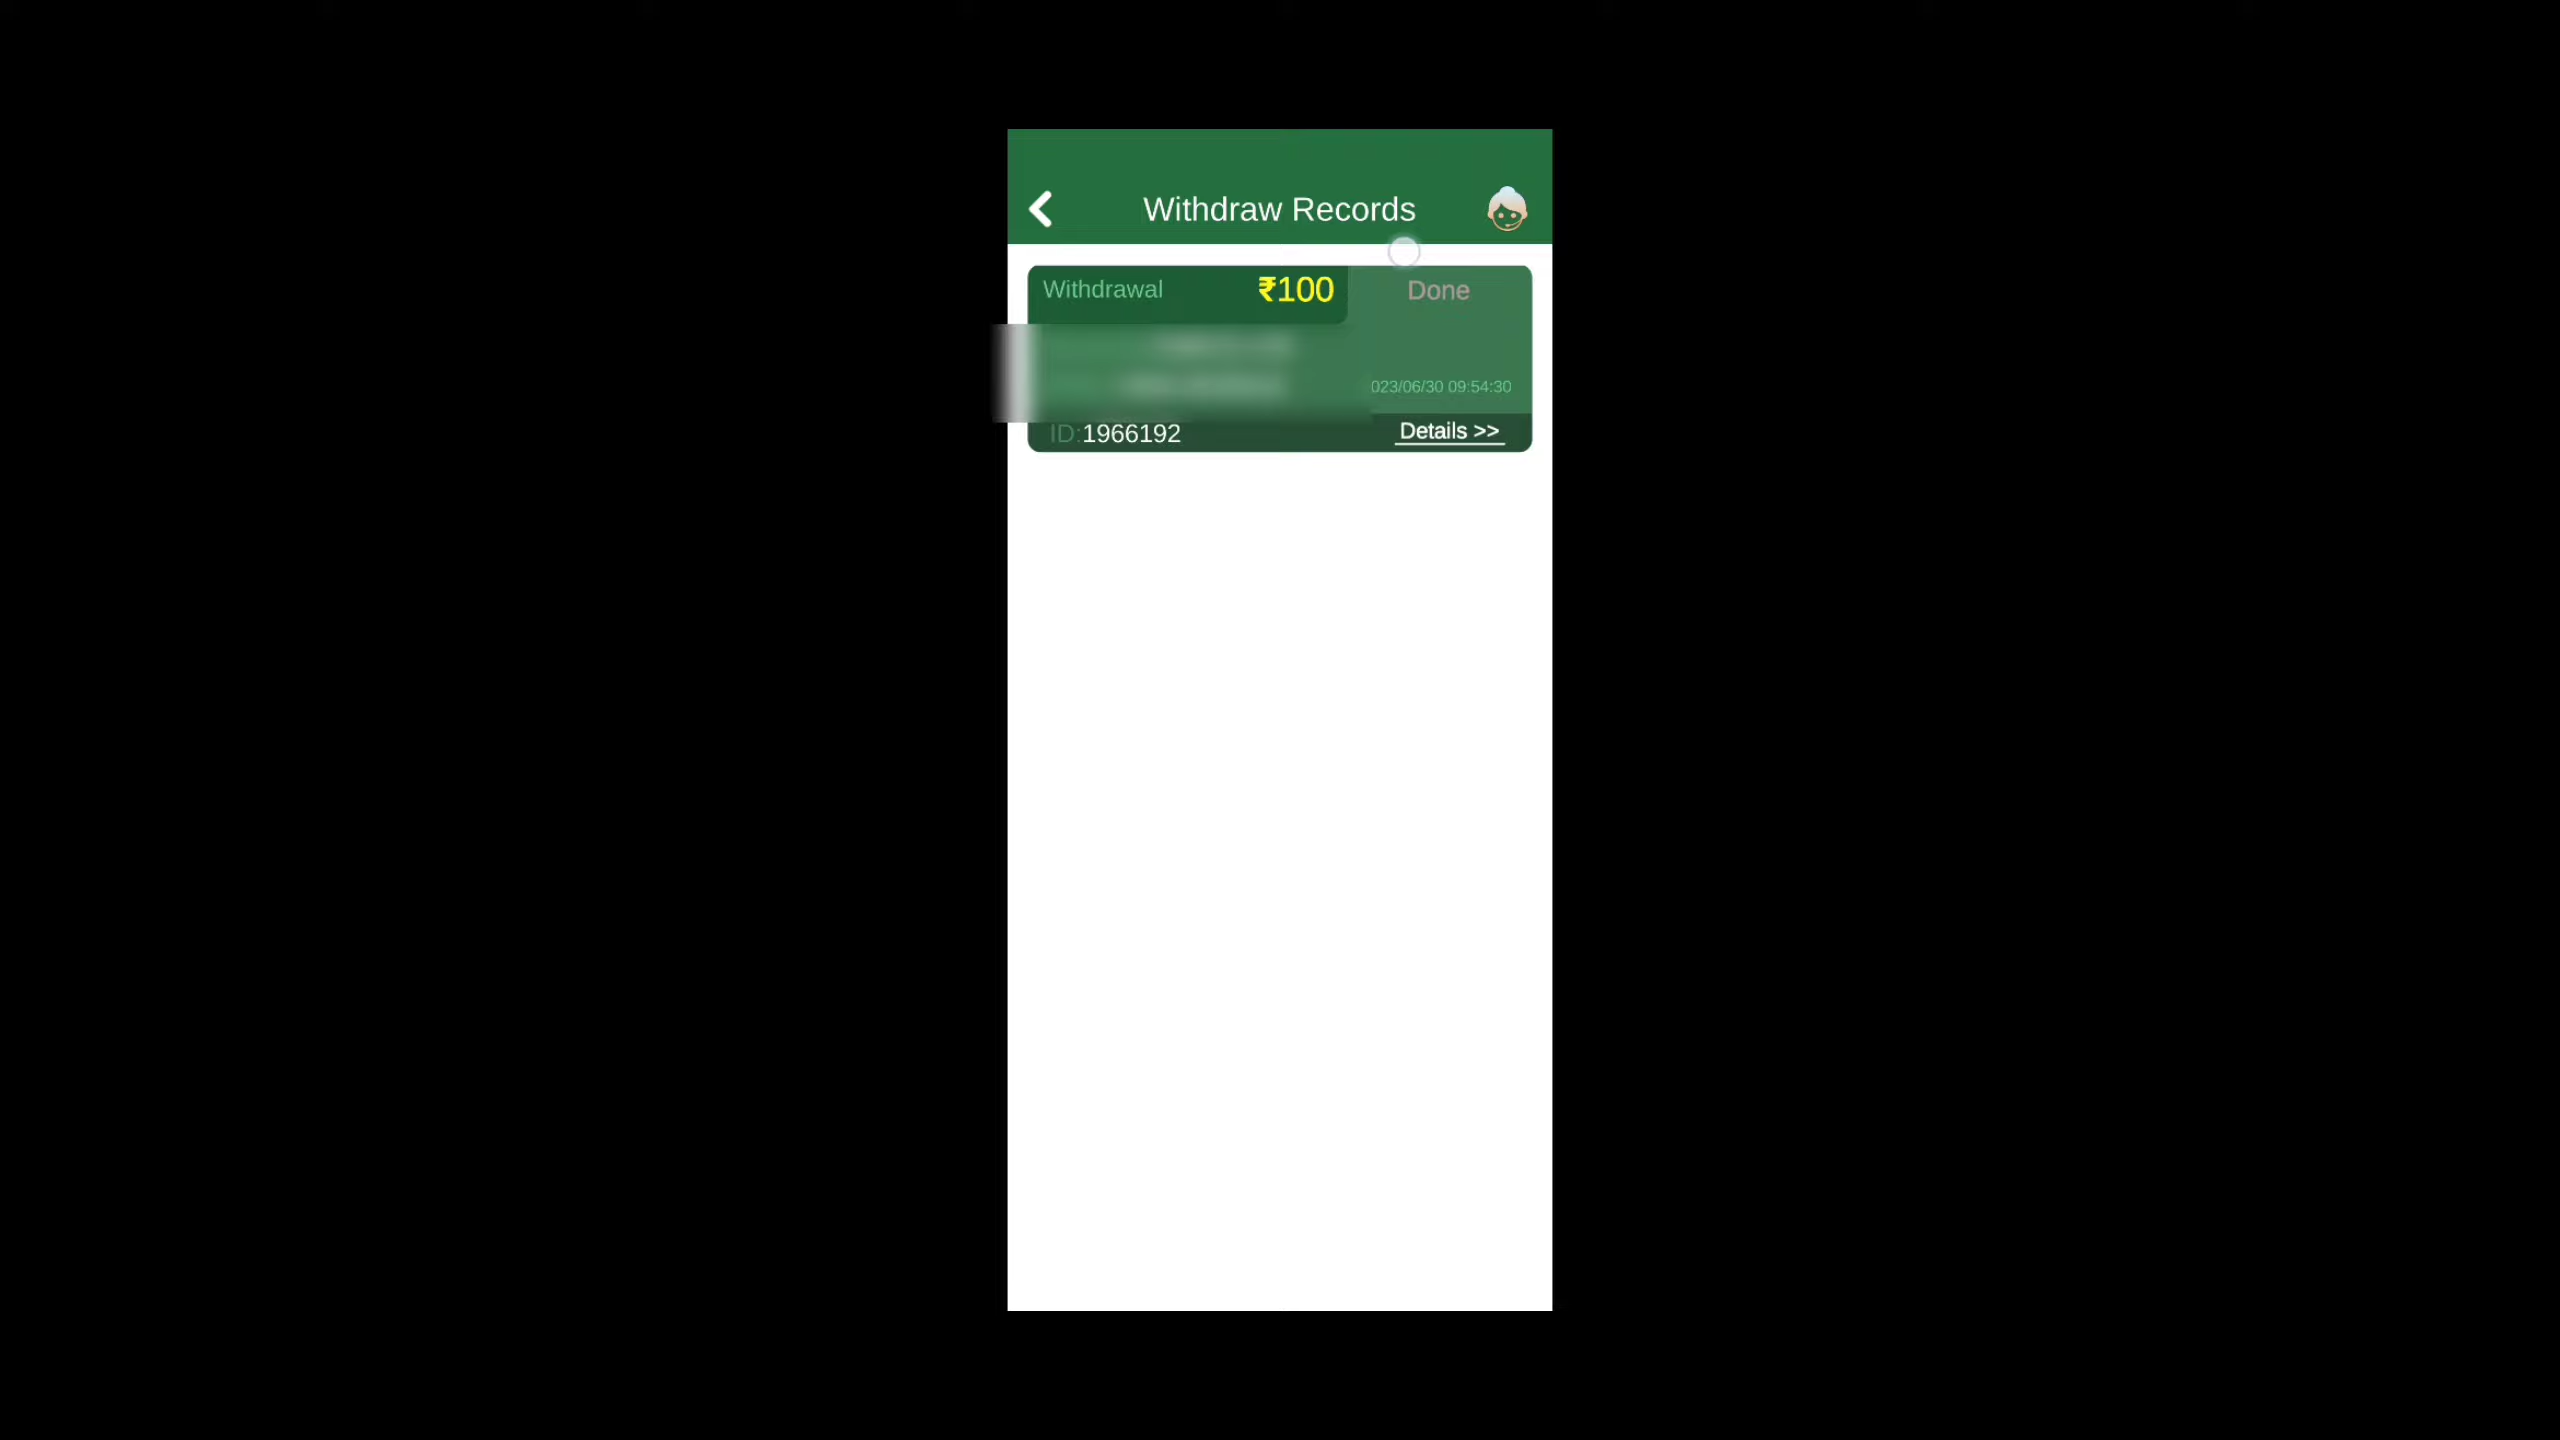 Withdraw Records
Withdrawal ₹100 Done
023/06/30 09:54:30
ID:1966192 Details >>